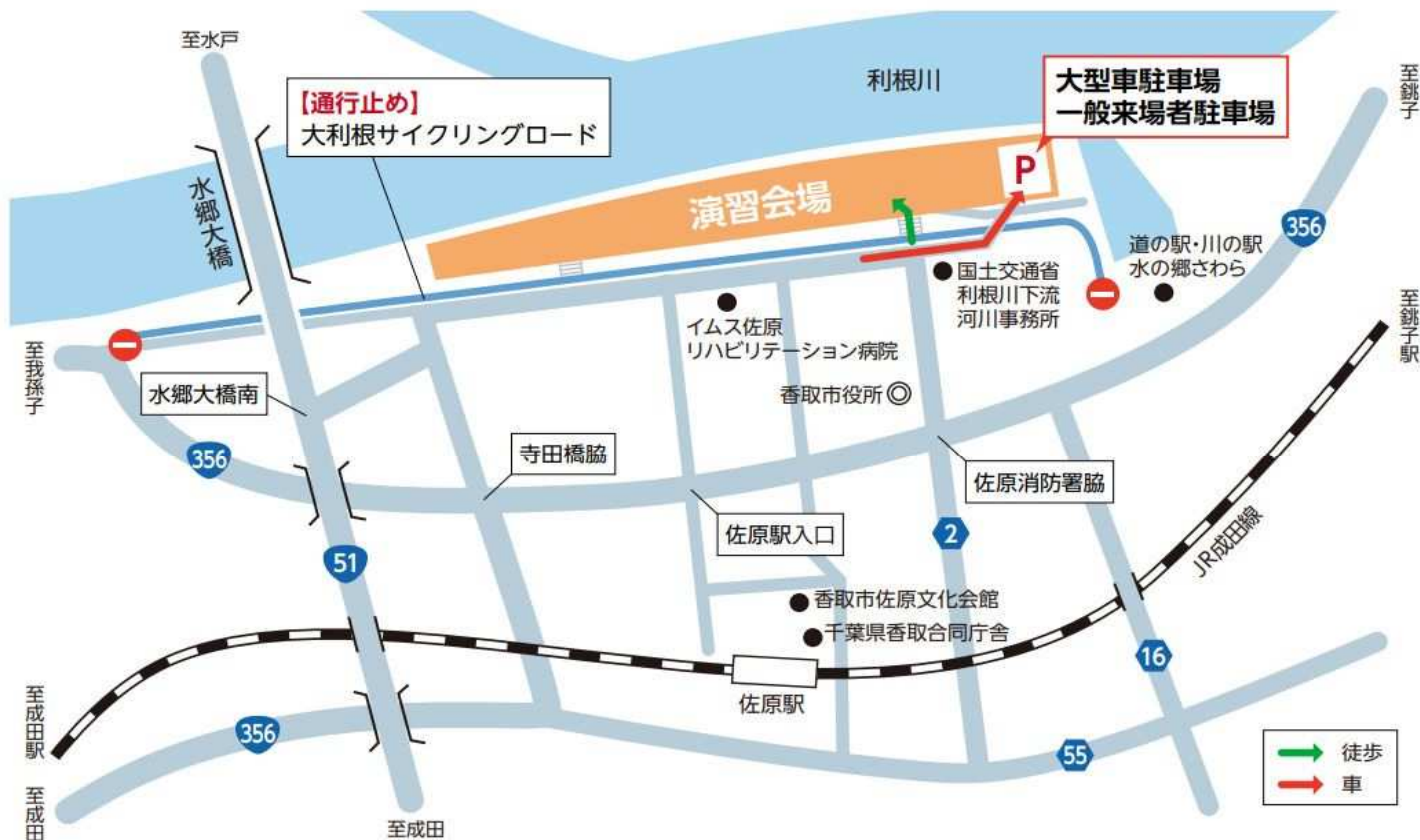 至水戸
【通行止め】
大利根サイクリングロード
利根川
大型車駐車場
一般来場者駐車場
至銚子
水郷大橋
演習会場
P
356
道の駅・川の駅
水の郷さわら
国土交通省
利根川下流
河川事務所
イムス佐原
リハビリテーション病院
至我孫子
至銚子駅
水郷大橋南
香取市役所
356
寺田橋脇
佐原消防署脇
佐原駅入口
2
51
JR成田線
香取市佐原文化会館
千葉県香取合同庁舎
16
佐原駅
至成田駅
356
55
徒歩
車
至成田
至成田